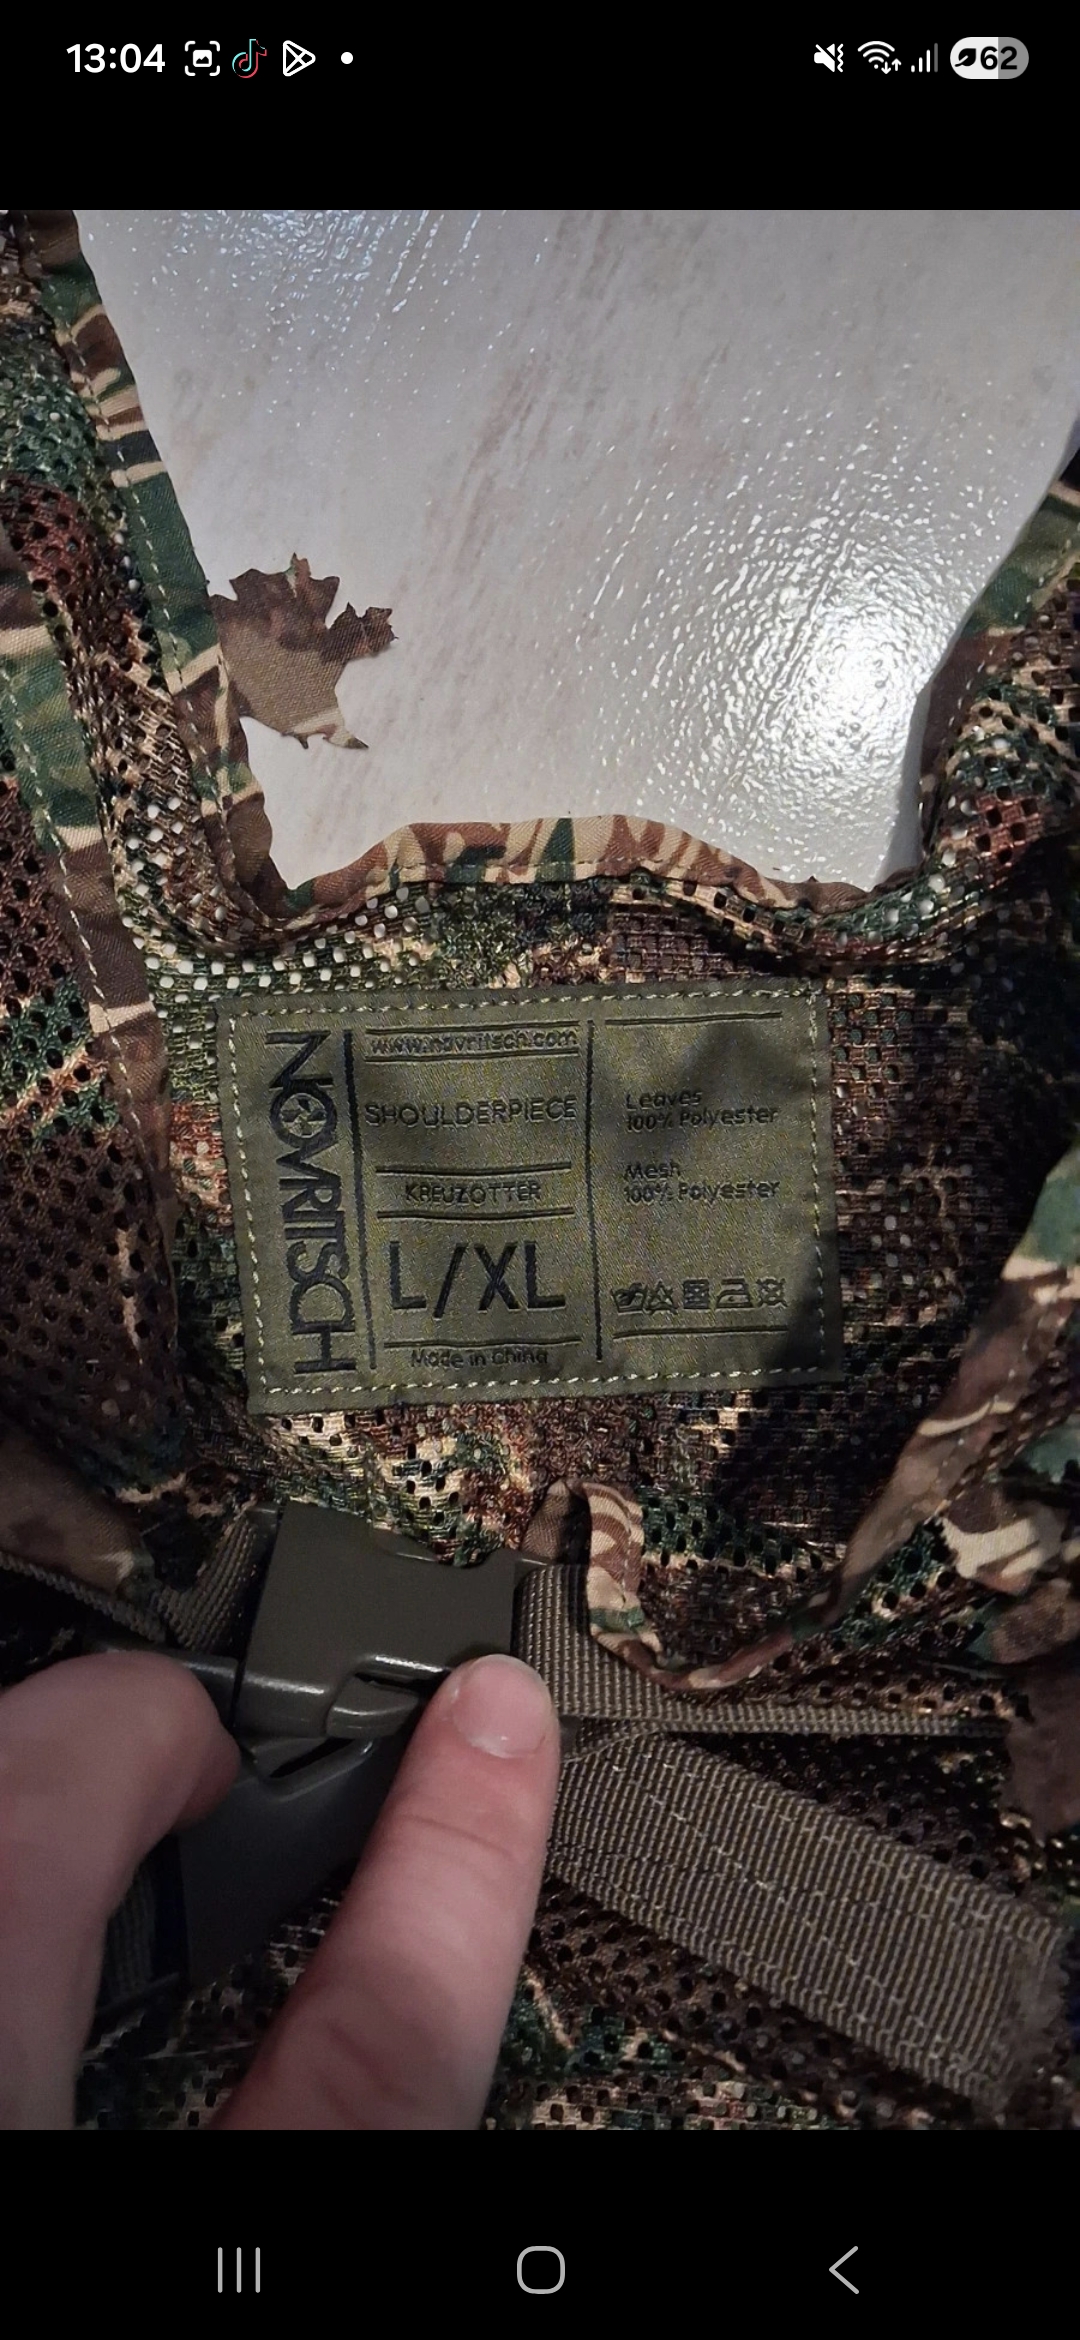 13:04
62
NOVRITSCH
www.novritsch.com
SHOULDERPIECE
KREUZOTTER
L/XL
Made in China
Leaves
100% Polyester
Mesh
100% Polyester